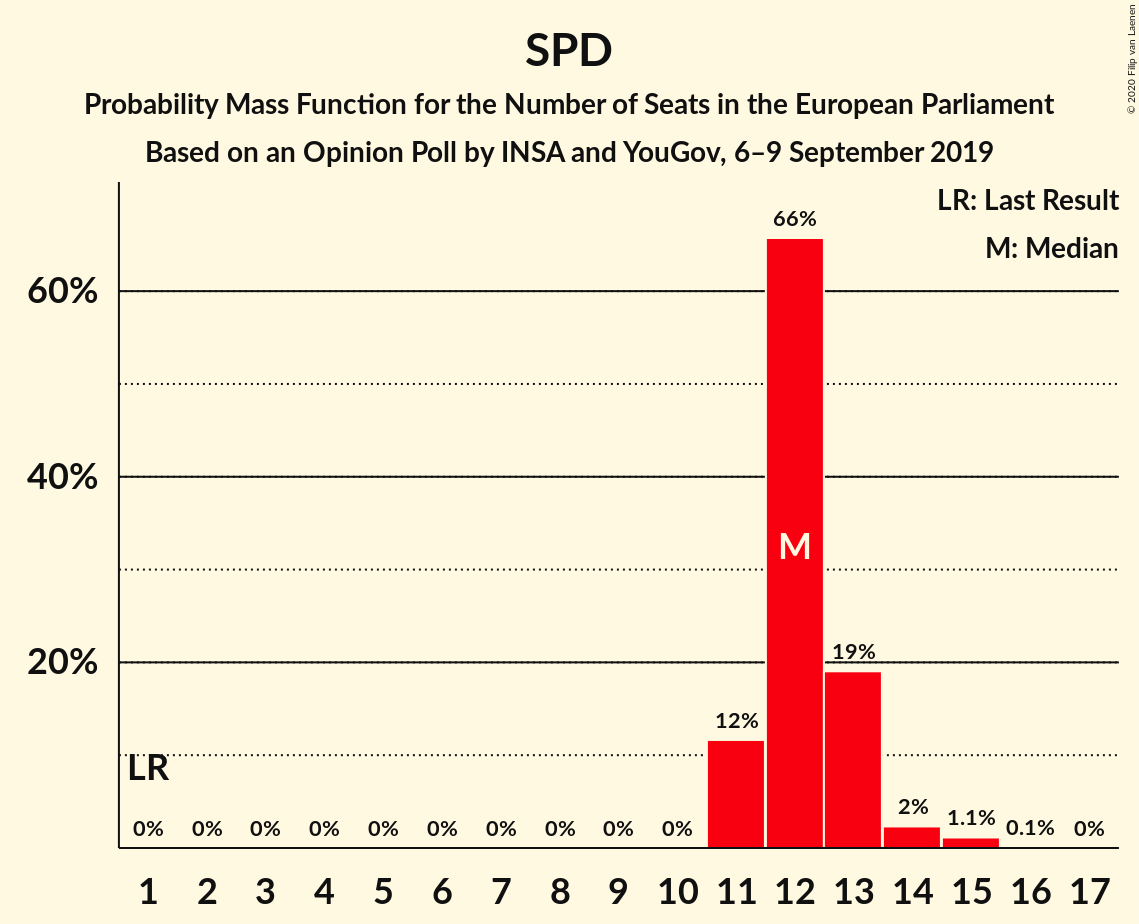 SPD
Probability Mass Function for the Number of Seats in the European Parliament
Based on an Opinion Poll by INSA and YouGov, 6–9 September 2019
© 2020 Filip van Laenen
LR: Last Result
M: Median
66%
60%
40%
M
20%
19%
12%
LR
2%
1.1%
0% 0% 0% 0% 0% 0% 0% 0% 0% 0% 0.1% 0%
1 2 3 4 5 6 7 8 9 10 11 12 13 14 15 16 17